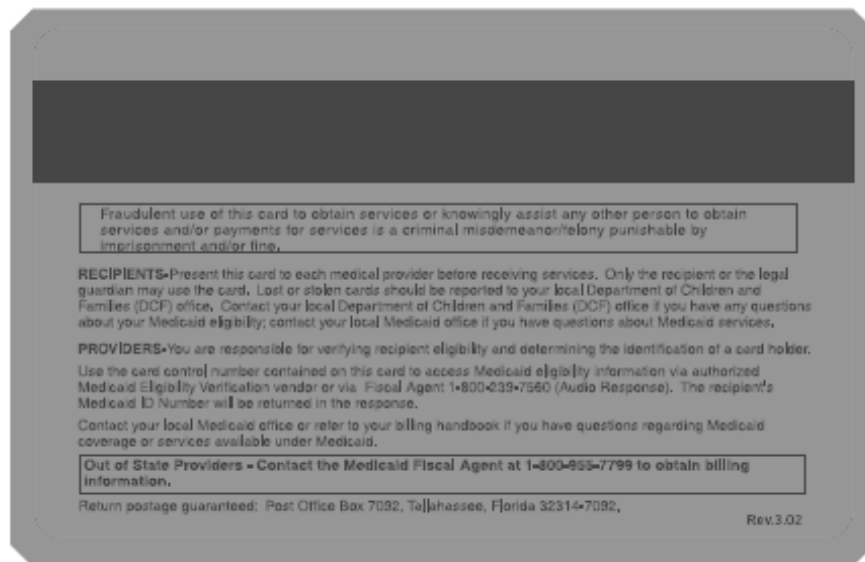 Fraudulent use of this card to obtain services or knowingly assist any other person to obtain
services and/or payments for services is a criminal misdemeanor/felony punishable by
imprisonment and/or fine.
RECIPIENTS-Present this card to each medical provider before receiving services. Only the recipient or the legal
guardian may use the card. Lost or stolen cards should be reported to your local Department of Children and
Families (DCF) office. Contact your local Department of Children and Families (DCF) office if you have any questions
about your Medicaid eligibility; contact your local Medicaid office if you have questions about Medicaid services.
PROVIDERS-You are responsible for verifying recipient eligibility and determining the identification of a card holder.
Use the card control number contained on this card to access Medicaid eligibility information via authorized
Medicaid Eligibility Verification vendor or via Fiscal Agent 1-800-239-7560 (Audio Response). The recipient's
Medicaid ID Number will be returned in the response.
Contact your local Medicaid office or refer to your billing handbook if you have questions regarding Medicaid
coverage or services available under Medicaid.
Out of State Providers - Contact the Medicaid Fiscal Agent at 1-800-955-7799 to obtain billing
information.
Return postage guaranteed: Post Office Box 7092, Tallahassee, Florida 32314-7092.
Rev.3.02